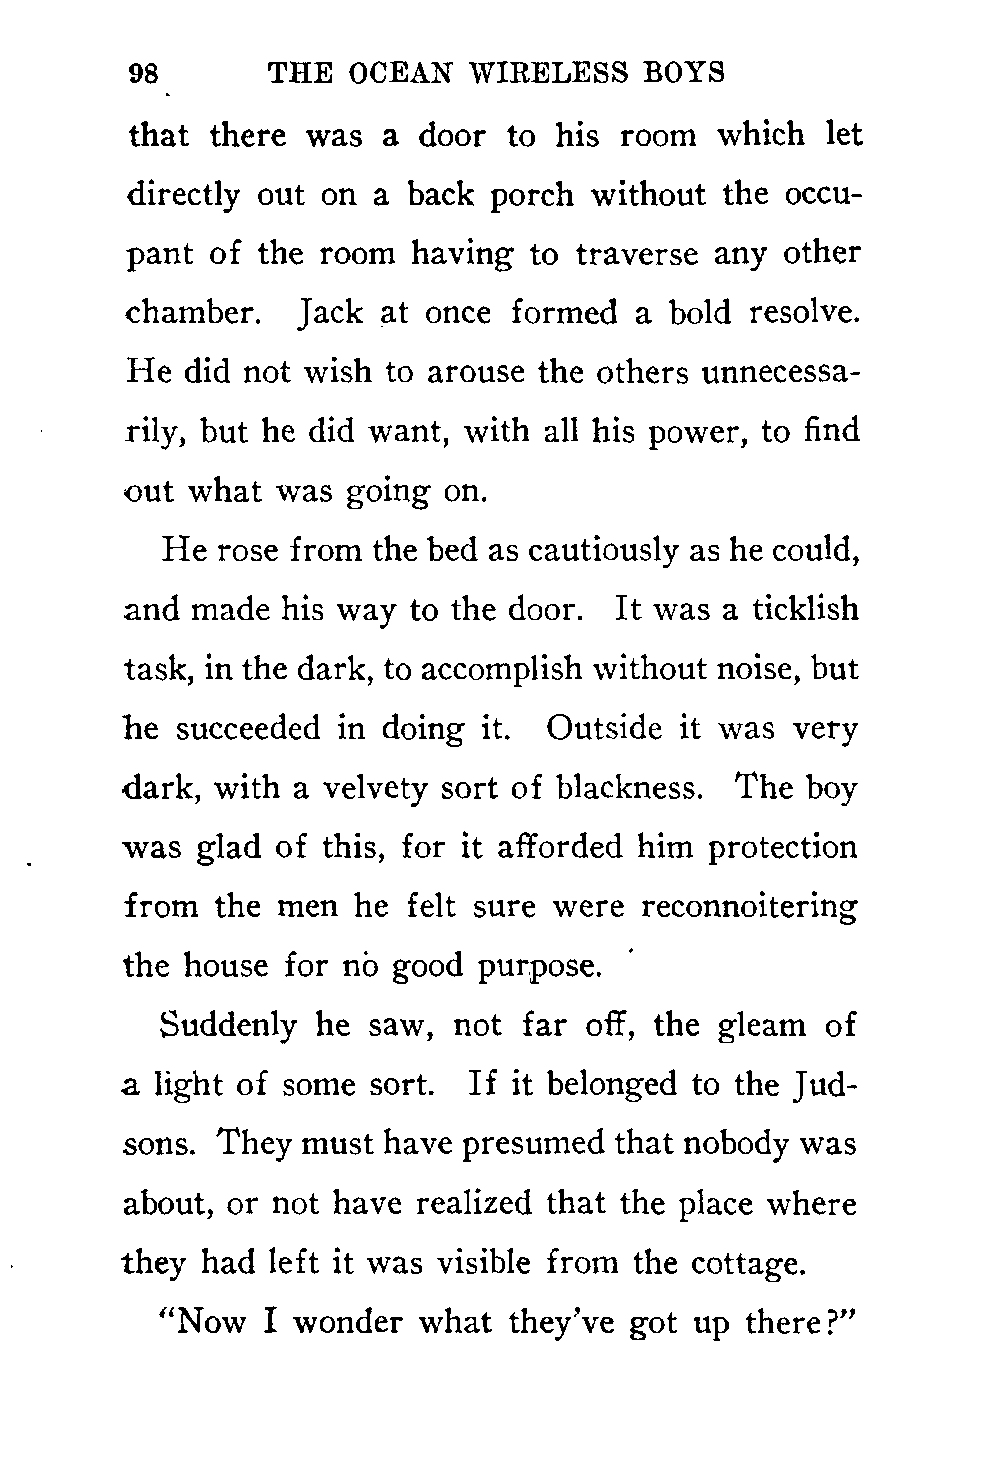 98 THE OCEAN WIRELESS BOYS
that there was a door to his room which let
directly out on a back porch without the occu-
pant of the room having to traverse any other
chamber. Jack at once formed a bold resolve.
He did not wish to arouse the others unnecessa-
rily, but he did want, with all his power, to find
out what was going on.
He rose from the bed as cautiously as he could,
and made his way to the door. It was a ticklish
task, in the dark, to accomplish without noise, but
he succeeded in doing it. Outside it was very
dark, with a velvety sort of blackness. The boy
was glad of this, for it afforded him protection
from the men he felt sure were reconnoitering
the house for no good purpose.
Suddenly he saw, not far off, the gleam of
a light of some sort. If it belonged to the Jud-
sons. They must have presumed that nobody was
about, or not have realized that the place where
they had left it was visible from the cottage.
"Now I wonder what they've got up there?"